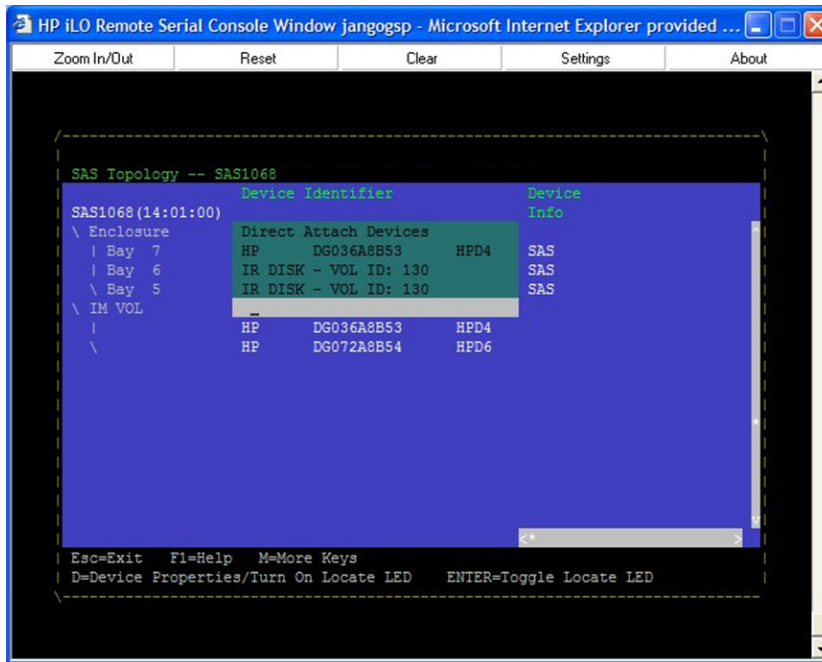 HP iLO Remote Serial Console Window jangogsp - Microsoft Internet Explorer provided ...
Zoom In/Out Reset Clear Settings About
SAS Topology -- SAS1068
Device Identifier Device
SAS1068(14:01:00) Info
\ Enclosure Direct Attach Devices
| Bay 7 HP DG036A8B53 HPD4 SAS
| Bay 6 IR DISK - VOL ID: 130 SAS
\ Bay 5 IR DISK - VOL ID: 130 SAS
\ IM VOL _
| HP DG036A8B53 HPD4
\ HP DG072A8B54 HPD6
<* >
Esc=Exit F1=Help M=More Keys
D=Device Properties/Turn On Locate LED ENTER=Toggle Locate LED